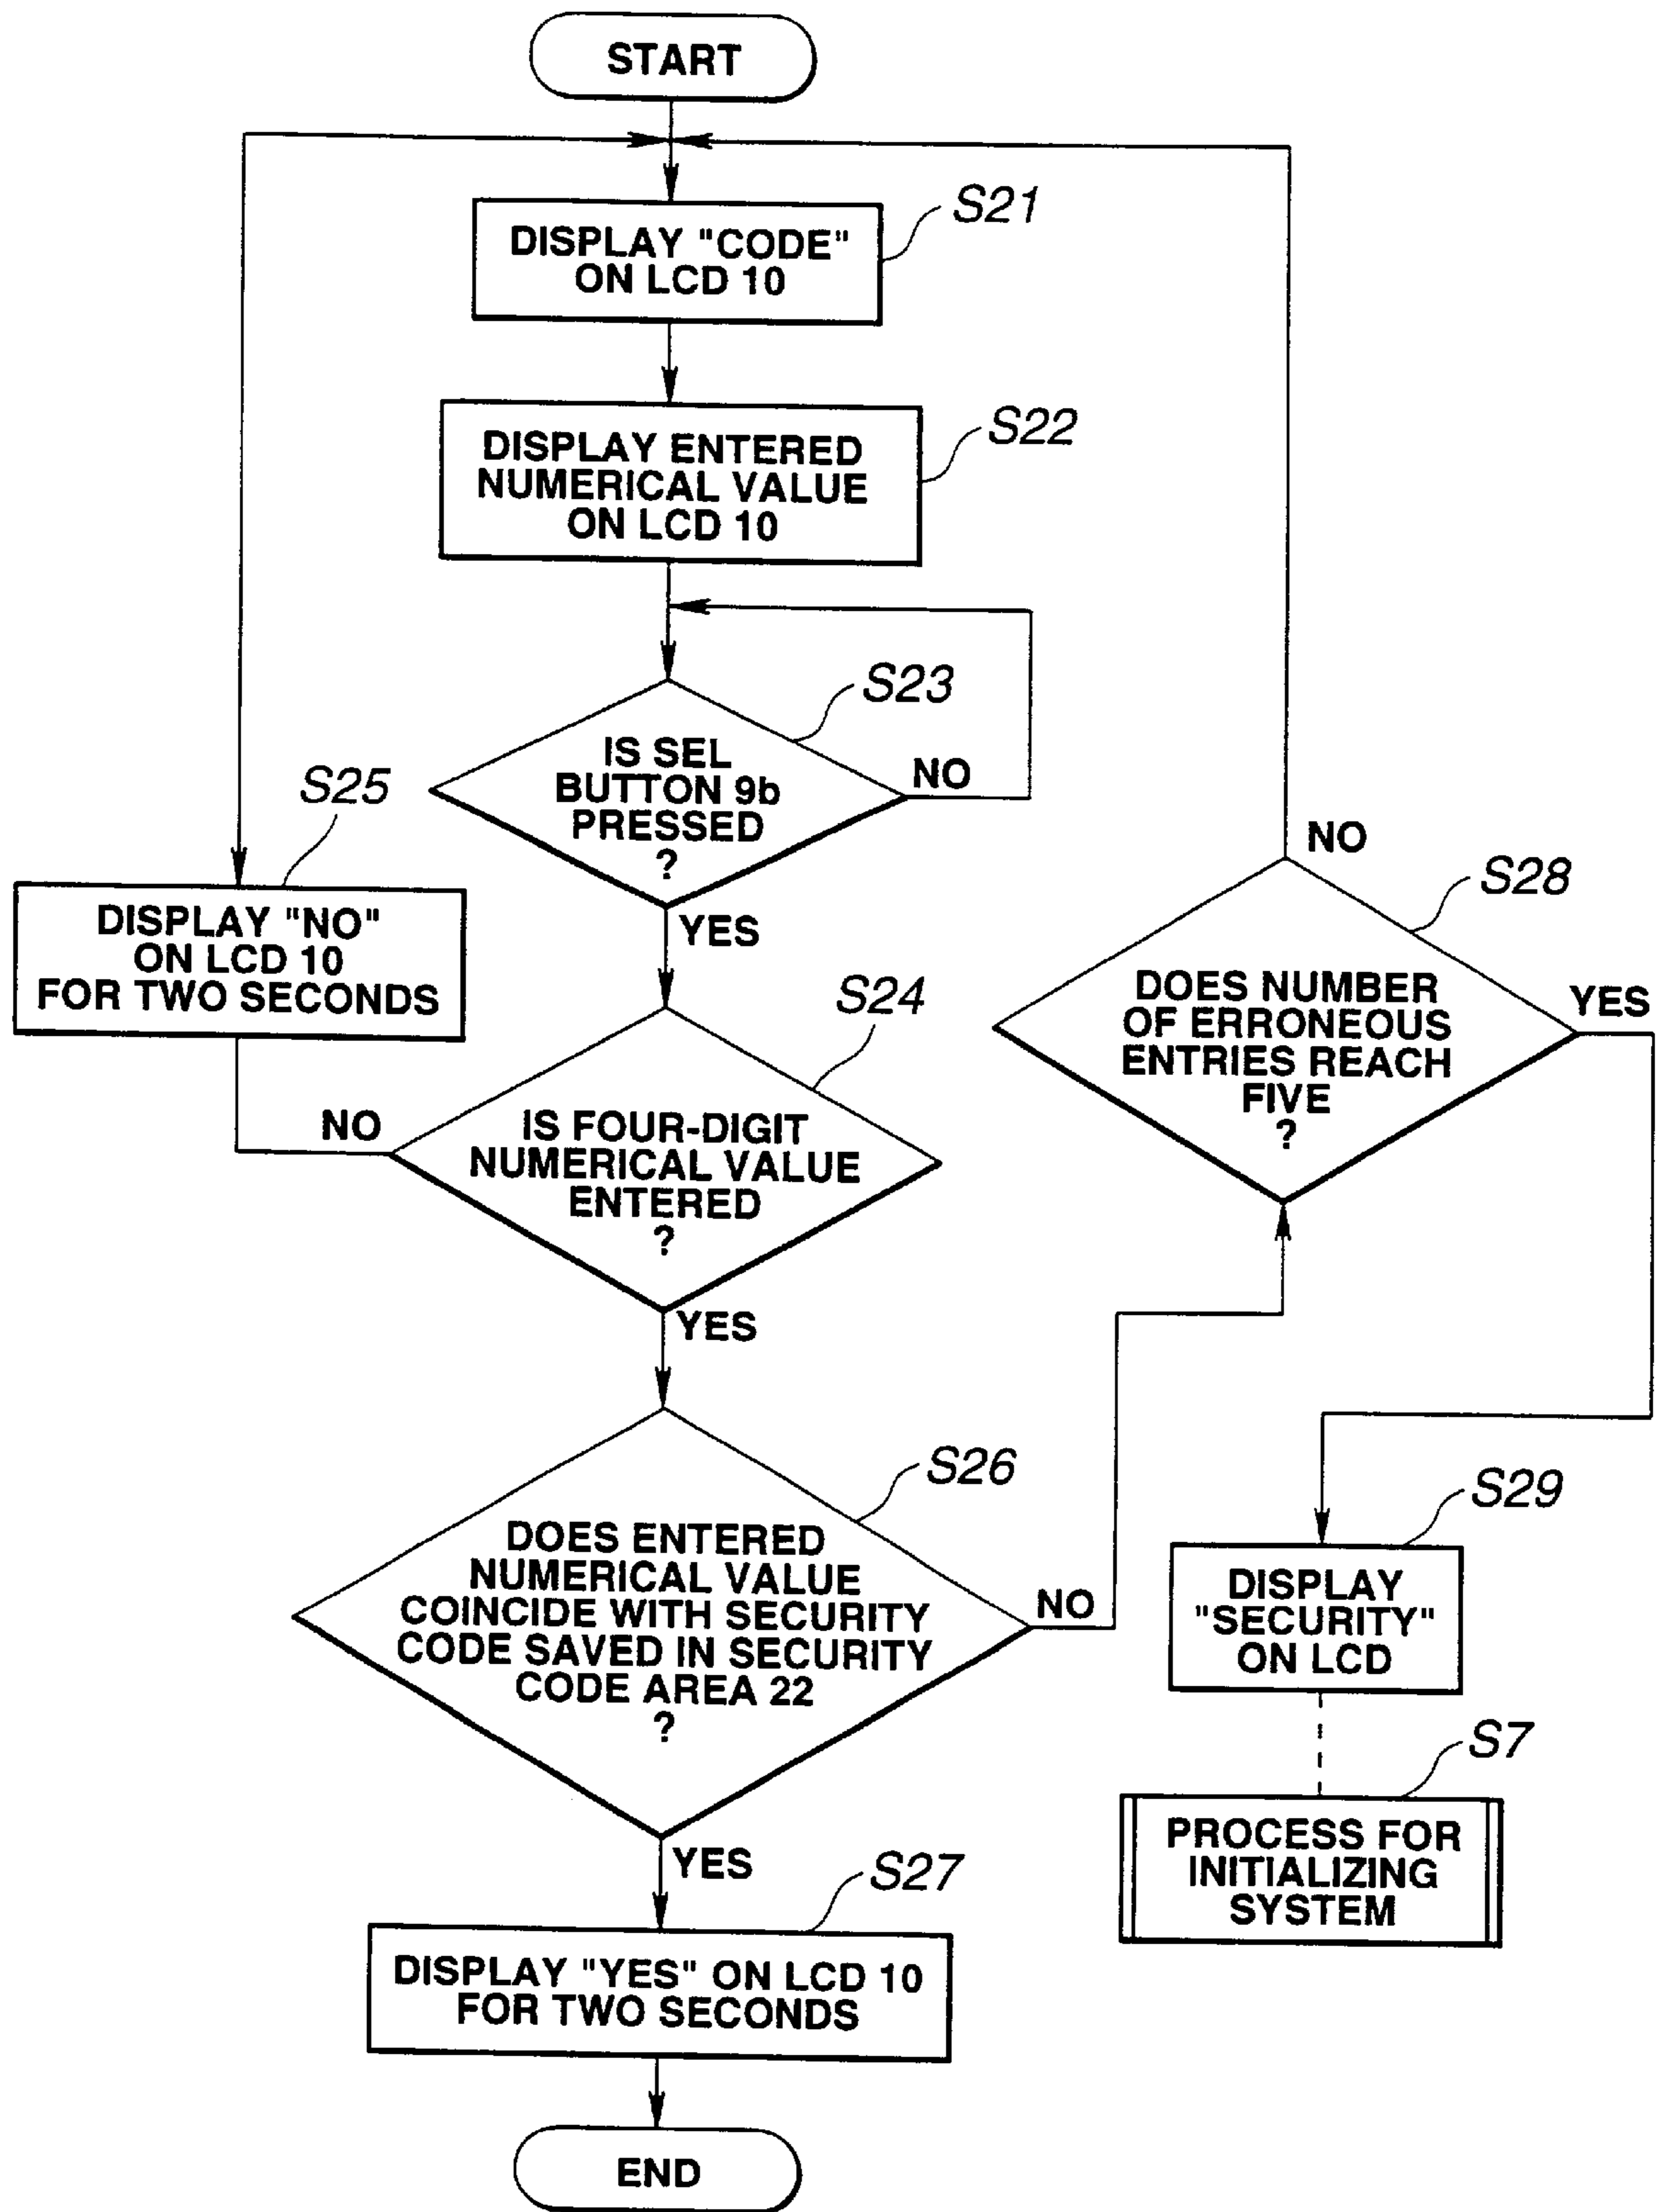 START
S21
DISPLAY "CODE"
ON LCD 10
S22
DISPLAY ENTERED
NUMERICAL VALUE
ON LCD 10
S23
IS SEL
BUTTON 9b
PRESSED
?
NO
YES
S25
DISPLAY "NO"
ON LCD 10
FOR TWO SECONDS
S24
IS FOUR-DIGIT
NUMERICAL VALUE
ENTERED
?
NO
YES
S26
DOES ENTERED
NUMERICAL VALUE
COINCIDE WITH SECURITY
CODE SAVED IN SECURITY
CODE AREA 22
?
NO
YES
S27
DISPLAY "YES" ON LCD 10
FOR TWO SECONDS
END
NO
S28
DOES NUMBER
OF ERRONEOUS
ENTRIES REACH
FIVE
?
YES
S29
DISPLAY
"SECURITY"
ON LCD
S7
PROCESS FOR
INITIALIZING
SYSTEM